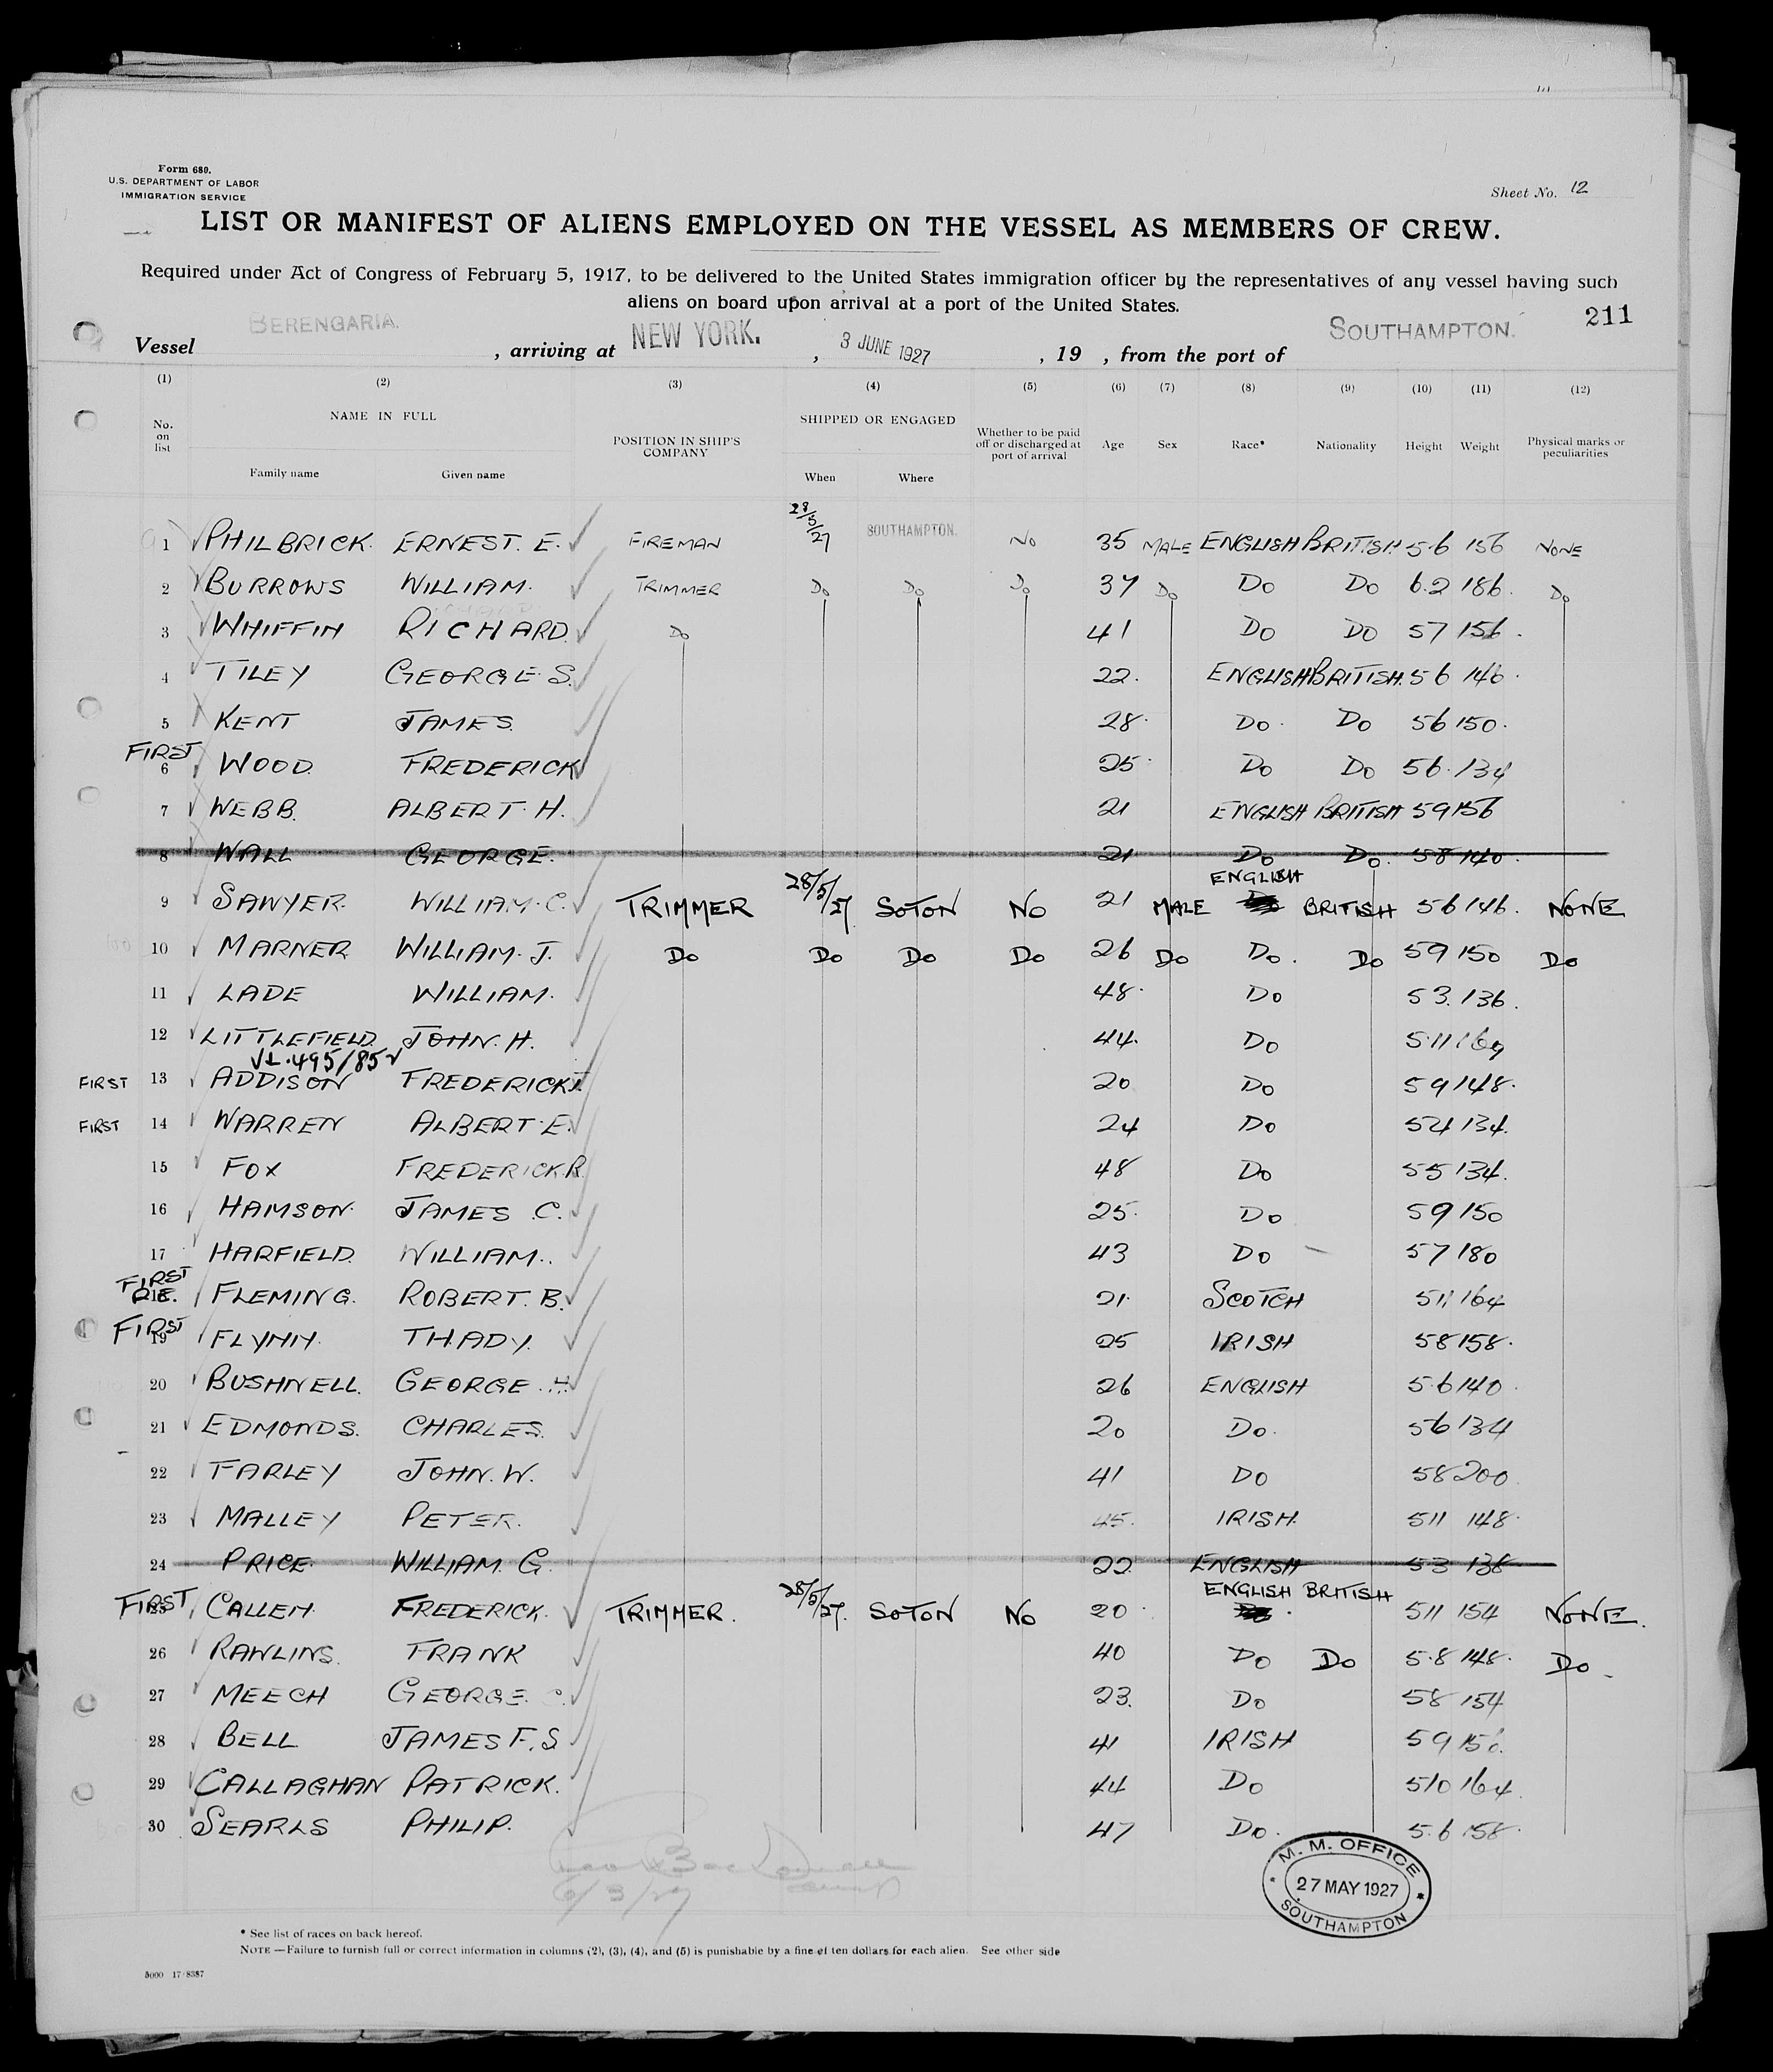 Form 680.
U.S. DEPARTMENT OF LABOR
IMMIGRATION SERVICE
Sheet No. 12
LIST OR MANIFEST OF ALIENS EMPLOYED ON THE VESSEL AS MEMBERS OF CREW.
Required under Act of Congress of February 5, 1917, to be delivered to the United States immigration officer by the representatives of any vessel having such
aliens on board upon arrival at a port of the United States.
211
Vessel BERENGARIA. , arriving at NEW YORK. , 3 JUNE 1927 , 19 , from the port of SOUTHAMPTON.
(1) (2) (3) (4) (5) (6) (7) (8) (9) (10) (11) (12)
No. on list NAME IN FULL Family name Given name POSITION IN SHIP'S COMPANY SHIPPED OR ENGAGED When Where Whether to be paid off or discharged at port of arrival Age Sex Race* Nationality Height Weight Physical marks or peculiarities
1 PHILBRICK. ERNEST. E. FIREMAN 28/5/27 SOUTHAMPTON. NO 35 MALE ENGLISH BRITISH 5.6 156 NONE
2 BURROWS WILLIAM. TRIMMER Do Do Do 37 Do Do Do 6.2 186. Do
3 WHIFFIN RICHARD. Do 41 Do Do 57 156.
4 TILEY GEORGE. S. 22. ENGLISH BRITISH. 56 146.
5 KENT JAMES. 28. Do. Do 56 150.
FIRST 6 WOOD. FREDERICK 25. Do Do 56. 134
7 WEBB. ALBERT. H. 21 ENGLISH BRITISH 59 156
8 WALL GEORGE. 21 Do Do. 58 140.
9 SAWYER. WILLIAM. C. TRIMMER 28/5/27. SOTON NO 21 MALE ENGLISH BRITISH 56 146. NONE
10 MARNER WILLIAM. J. Do Do Do Do 26 Do Do. Do 59 150 Do
11 LADE WILLIAM. 48. Do 53. 136.
12 LITTLEFIELD. JOHN. H. 44. Do 511 169
495/85
FIRST 13 ADDISON FREDERICK 20 Do 59 148.
FIRST 14 WARREN ALBERT. E. 24 Do 54 134.
15 FOX FREDERICK. R. 48 Do 55 134.
16 HAMSON. JAMES. C. 25. Do 59 150
17 HARFIELD. WILLIAM.. 43 Do 57 180
FIRST 18. FLEMING. ROBERT. B. 21. SCOTCH 511 164
FIRST 19 FLYNN. THADY. 25 IRISH 58 158.
20 BUSHNELL. GEORGE. H. 26 ENGLISH 5.6 140.
21 EDMONDS. CHARLES. 20 Do. 56 134
22 FARLEY JOHN. W. 41 Do 58 200
23 MALLEY PETER. 45. IRISH. 511 148.
24 PRICE. WILLIAM. G. 22. ENGLISH 53 138
FIRST 25 CALLEN. FREDERICK. TRIMMER. 28/5/27. SOTON NO 20 ENGLISH BRITISH 511 154 NONE.
26 RAWLINS. FRANK 40 Do Do 5.8 148. Do
27 MEECH GEORGE. C. 23. Do 58 154
28 BELL JAMES F. S. 41 IRISH 59 156.
29 CALLAGHAN PATRICK. 44 Do 510 164
30 SEARLS PHILIP. 47 Do. 5.6 158.
M. M. OFFICE
27 MAY 1927
SOUTHAMPTON
* See list of races on back hereof.
NOTE —Failure to furnish full or correct information in columns (2), (3), (4), and (5) is punishable by a fine of ten dollars for each alien. See other side
5000 17-8387